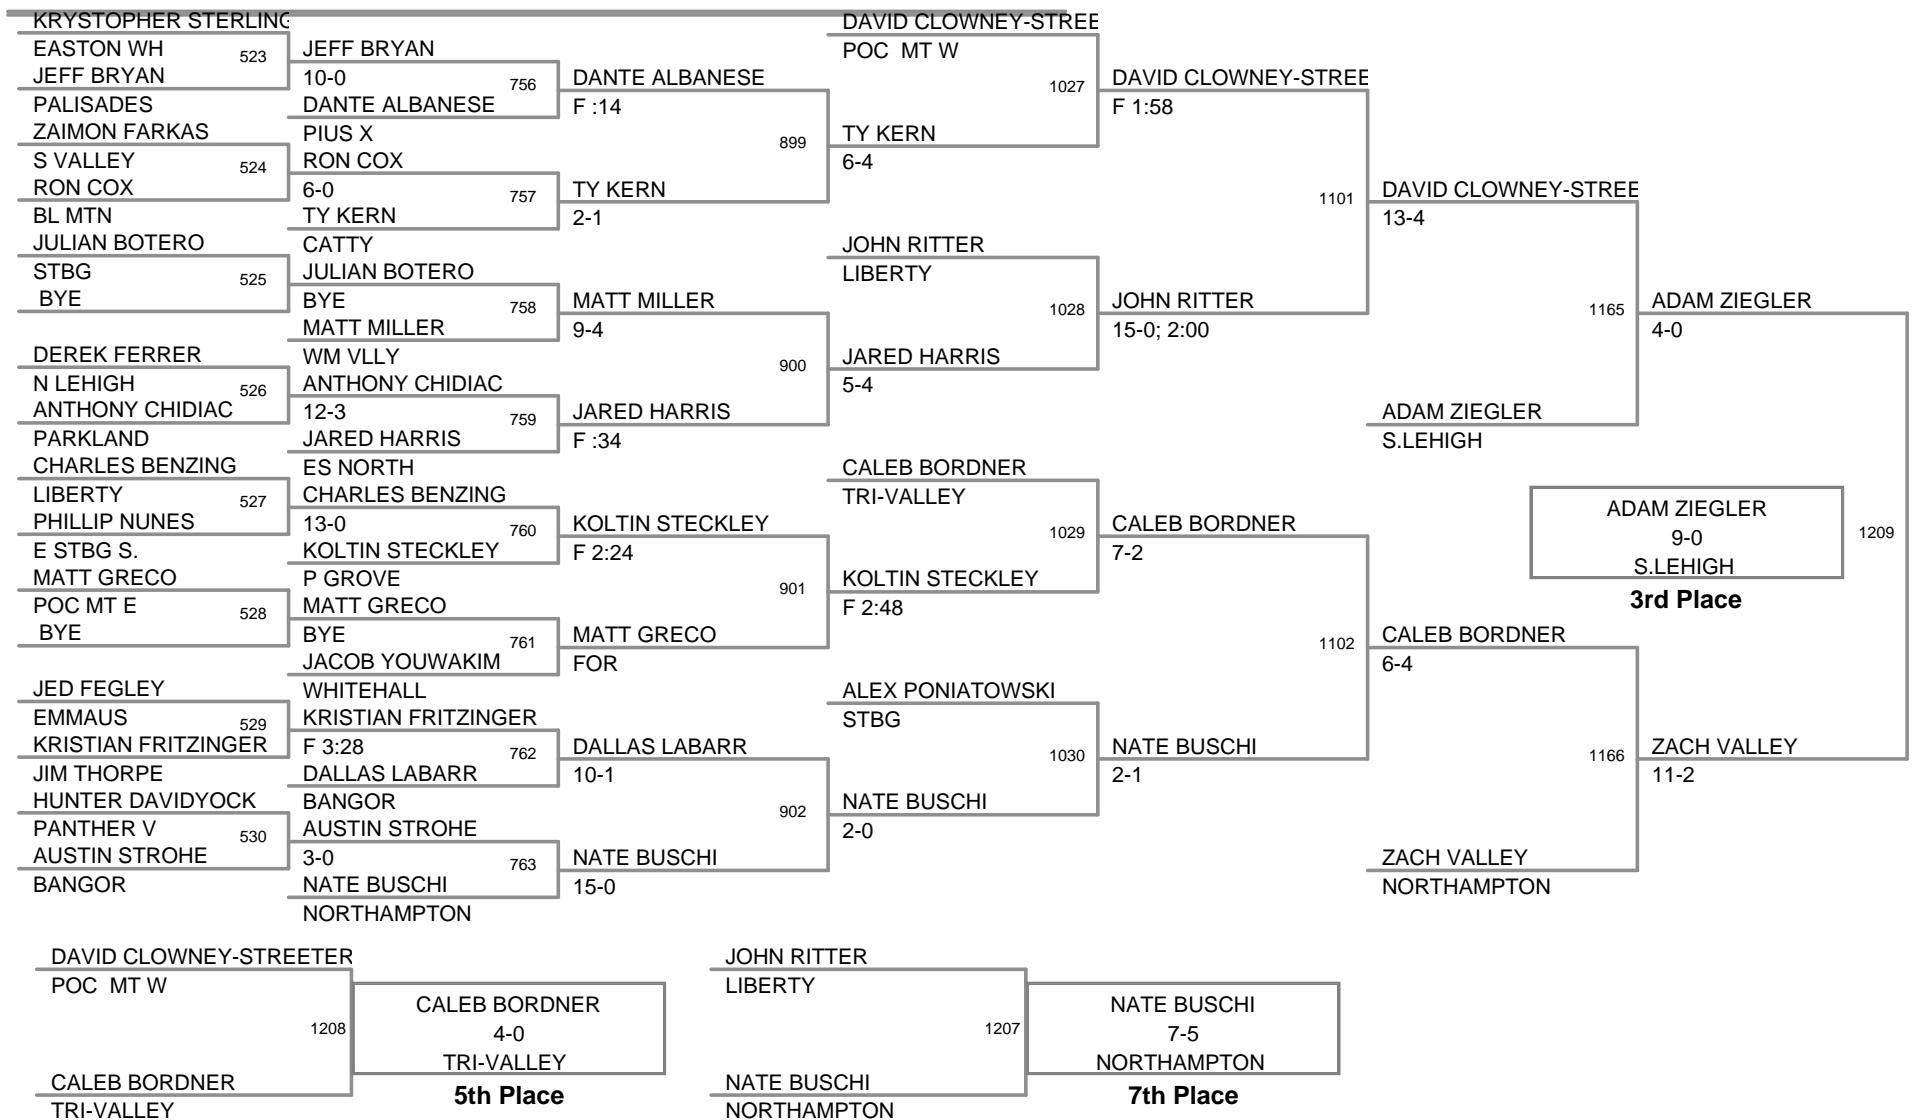 KRYSTOPHER STERLING
EASTON WH
523
JEFF BRYAN
PALISADES
ZAIMON FARKAS
S VALLEY
524
RON COX
BL MTN
JULIAN BOTERO
STBG
525
BYE
DEREK FERRER
N LEHIGH
526
ANTHONY CHIDIAC
PARKLAND
CHARLES BENZING
LIBERTY
527
PHILLIP NUNES
E STBG S.
MATT GRECO
POC MT E
528
BYE
JED FEGLEY
EMMAUS
529
KRISTIAN FRITZINGER
JIM THORPE
HUNTER DAVIDYOCK
PANTHER V
530
AUSTIN STROHE
BANGOR
JEFF BRYAN
10-0
756
DANTE ALBANESE
PIUS X
RON COX
6-0
757
TY KERN
CATTY
JULIAN BOTERO
BYE
758
MATT MILLER
WM VLLY
ANTHONY CHIDIAC
12-3
759
JARED HARRIS
ES NORTH
CHARLES BENZING
13-0
760
KOLTIN STECKLEY
P GROVE
MATT GRECO
BYE
761
JACOB YOUWAKIM
WHITEHALL
KRISTIAN FRITZINGER
F 3:28
762
DALLAS LABARR
BANGOR
AUSTIN STROHE
3-0
763
NATE BUSCHI
NORTHAMPTON
DANTE ALBANESE
F :14
899
TY KERN
2-1
MATT MILLER
9-4
900
JARED HARRIS
F :34
KOLTIN STECKLEY
F 2:24
901
MATT GRECO
FOR
DALLAS LABARR
10-1
902
NATE BUSCHI
15-0
DAVID CLOWNEY-STREE
POC MT W
1027
TY KERN
6-4
JOHN RITTER
LIBERTY
1028
JARED HARRIS
5-4
CALEB BORDNER
TRI-VALLEY
1029
KOLTIN STECKLEY
F 2:48
ALEX PONIATOWSKI
STBG
1030
NATE BUSCHI
2-0
DAVID CLOWNEY-STREE
F 1:58
1101
JOHN RITTER
15-0; 2:00
CALEB BORDNER
7-2
1102
NATE BUSCHI
2-1
DAVID CLOWNEY-STREE
13-4
1165
ADAM ZIEGLER
S.LEHIGH
CALEB BORDNER
6-4
1166
ZACH VALLEY
NORTHAMPTON
ADAM ZIEGLER
4-0
1209
ZACH VALLEY
11-2
ADAM ZIEGLER
9-0
S.LEHIGH
3rd Place
DAVID CLOWNEY-STREETER
POC MT W
1208
CALEB BORDNER
TRI-VALLEY
CALEB BORDNER
4-0
TRI-VALLEY
5th Place
JOHN RITTER
LIBERTY
1207
NATE BUSCHI
NORTHAMPTON
NATE BUSCHI
7-5
NORTHAMPTON
7th Place